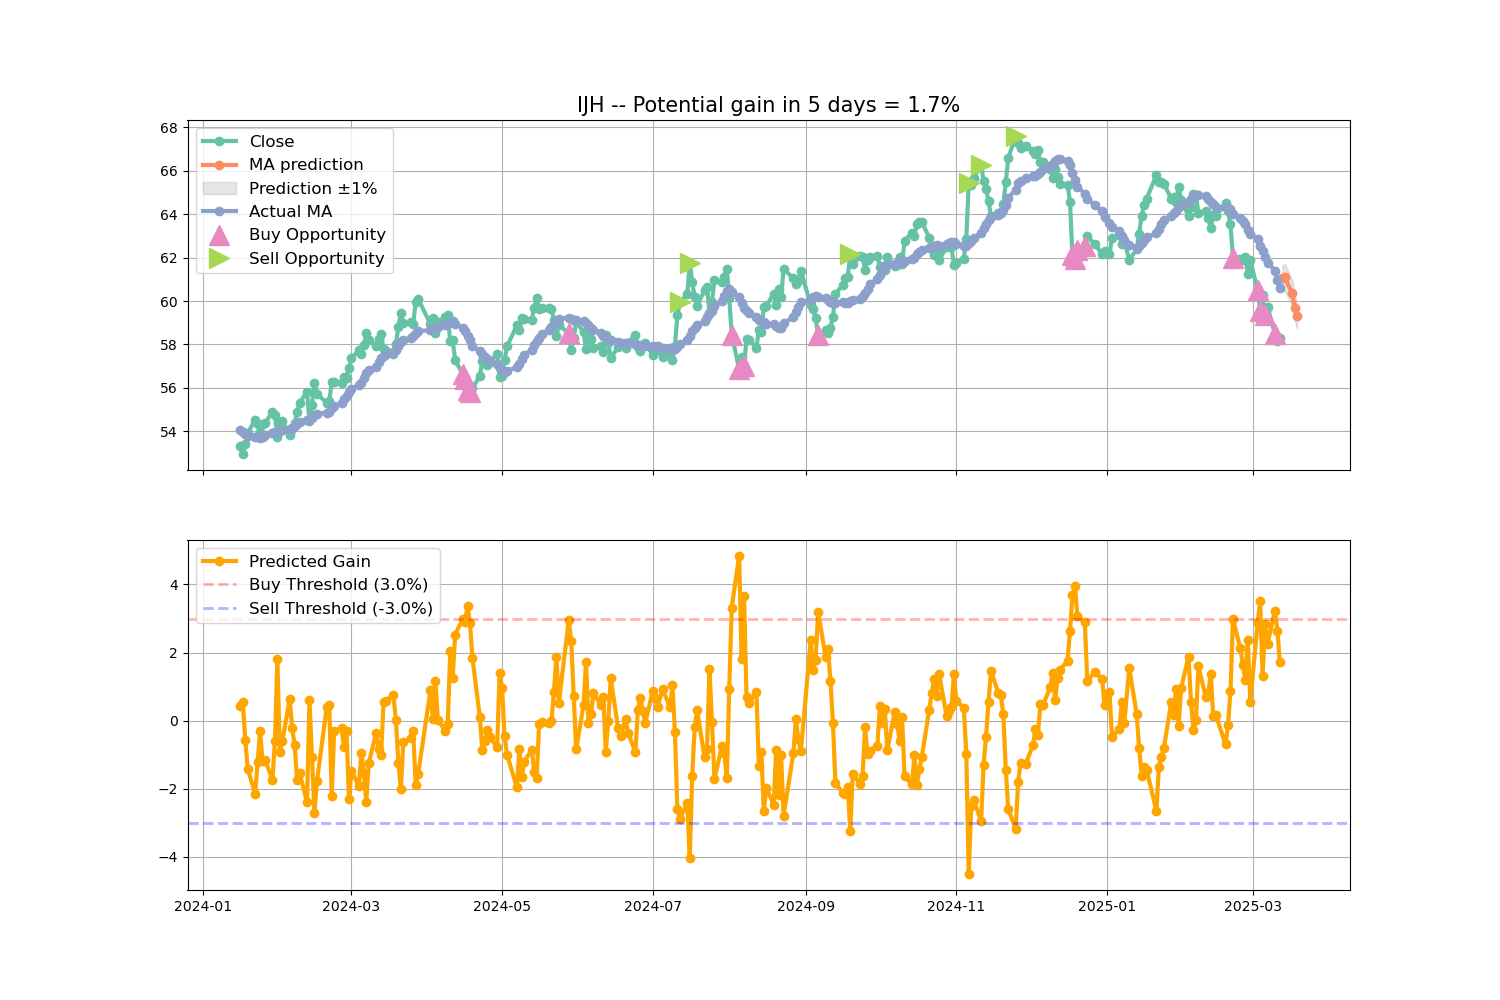 IJH -- Potential gain in 5 days = 1.7%
68
66
64
62
60
58
56
54
Close
MA prediction
Prediction ±1%
Actual MA
Buy Opportunity
Sell Opportunity
4
2
0
−2
−4
Predicted Gain
Buy Threshold (3.0%)
Sell Threshold (-3.0%)
2024-01
2024-03
2024-05
2024-07
2024-09
2024-11
2025-01
2025-03